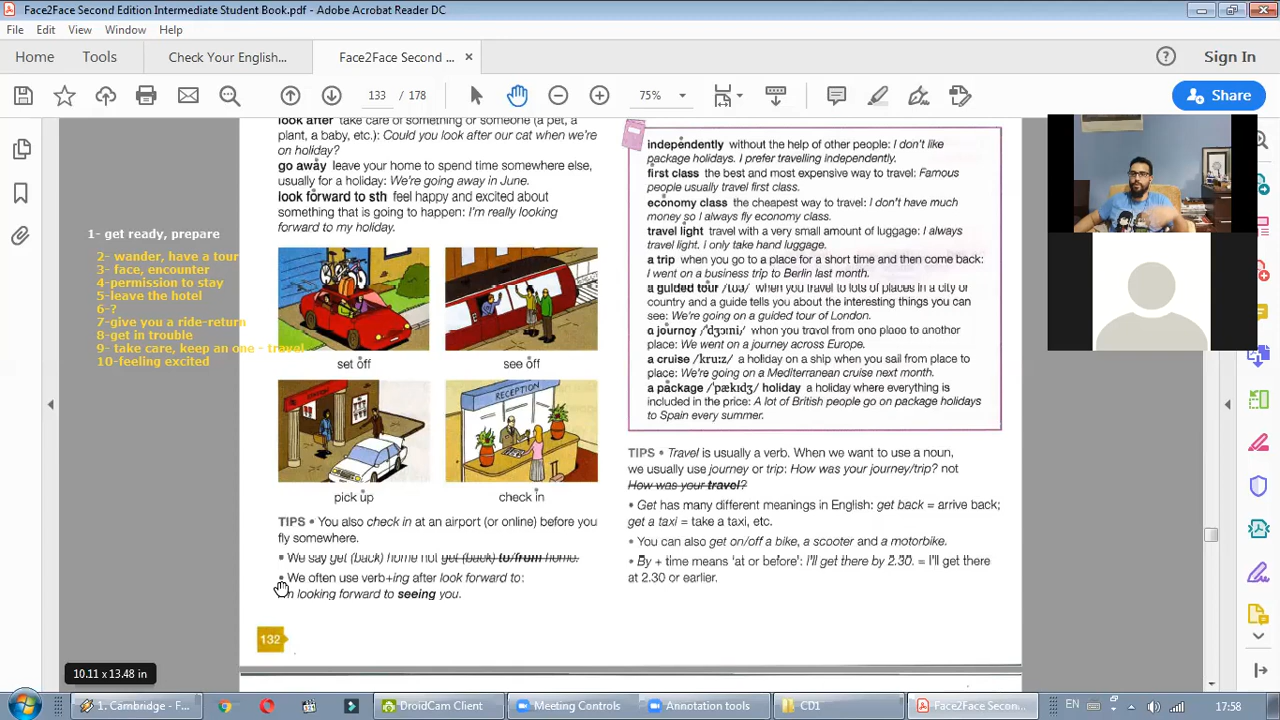 Face2Face Second Edition Intermediate Student Book.pdf - Adobe Acrobat Reader DC
File Edit View Window Help
Home Tools Check Your English... Face2Face Second ... × Sign In
133 / 178 75% Share
look after take care of something or someone (a pet, a
plant, a baby, etc.): Could you look after our cat when we're
on holiday?
go away leave your home to spend time somewhere else,
usually for a holiday: We're going away in June.
look forward to sth feel happy and excited about
something that is going to happen: I'm really looking
forward to my holiday.
1- get ready, prepare
2- wander, have a tour
3- face, encounter
4-permission to stay
5-leave the hotel
6-?
7-give you a ride-return
8-get in trouble
9- take care, keep an one - travel
10-feeling excited
set off
see off
RECEPTION
pick up
check in
TIPS • You also check in at an airport (or online) before you
fly somewhere.
• We say get (back) home not get (back) to/from home.
• We often use verb+ing after look forward to:
I'm looking forward to seeing you.
132
independently without the help of other people: I don't like
package holidays. I prefer travelling independently.
first class the best and most expensive way to travel: Famous
people usually travel first class.
economy class the cheapest way to travel: I don't have much
money so I always fly economy class.
travel light travel with a very small amount of luggage: I always
travel light. I only take hand luggage.
a trip when you go to a place for a short time and then come back:
I went on a business trip to Berlin last month.
a guided tour /tʊə/ when you travel to lots of places in a city or
country and a guide tells you about the interesting things you can
see: We're going on a guided tour of London.
a journey /ˈdʒɜːni/ when you travel from one place to another
place: We went on a journey across Europe.
a cruise /kruːz/ a holiday on a ship when you sail from place to
place: We're going on a Mediterranean cruise next month.
a package /ˈpækɪdʒ/ holiday a holiday where everything is
included in the price: A lot of British people go on package holidays
to Spain every summer.
TIPS • Travel is usually a verb. When we want to use a noun,
we usually use journey or trip: How was your journey/trip? not
How was your travel?
• Get has many different meanings in English: get back = arrive back;
get a taxi = take a taxi, etc.
• You can also get on/off a bike, a scooter and a motorbike.
• By + time means 'at or before': I'll get there by 2.30. = I'll get there
at 2.30 or earlier.
10.11 x 13.48 in
1. Cambridge - F... DroidCam Client Meeting Controls Annotation tools CD1 Face2Face Secon... EN 17:58